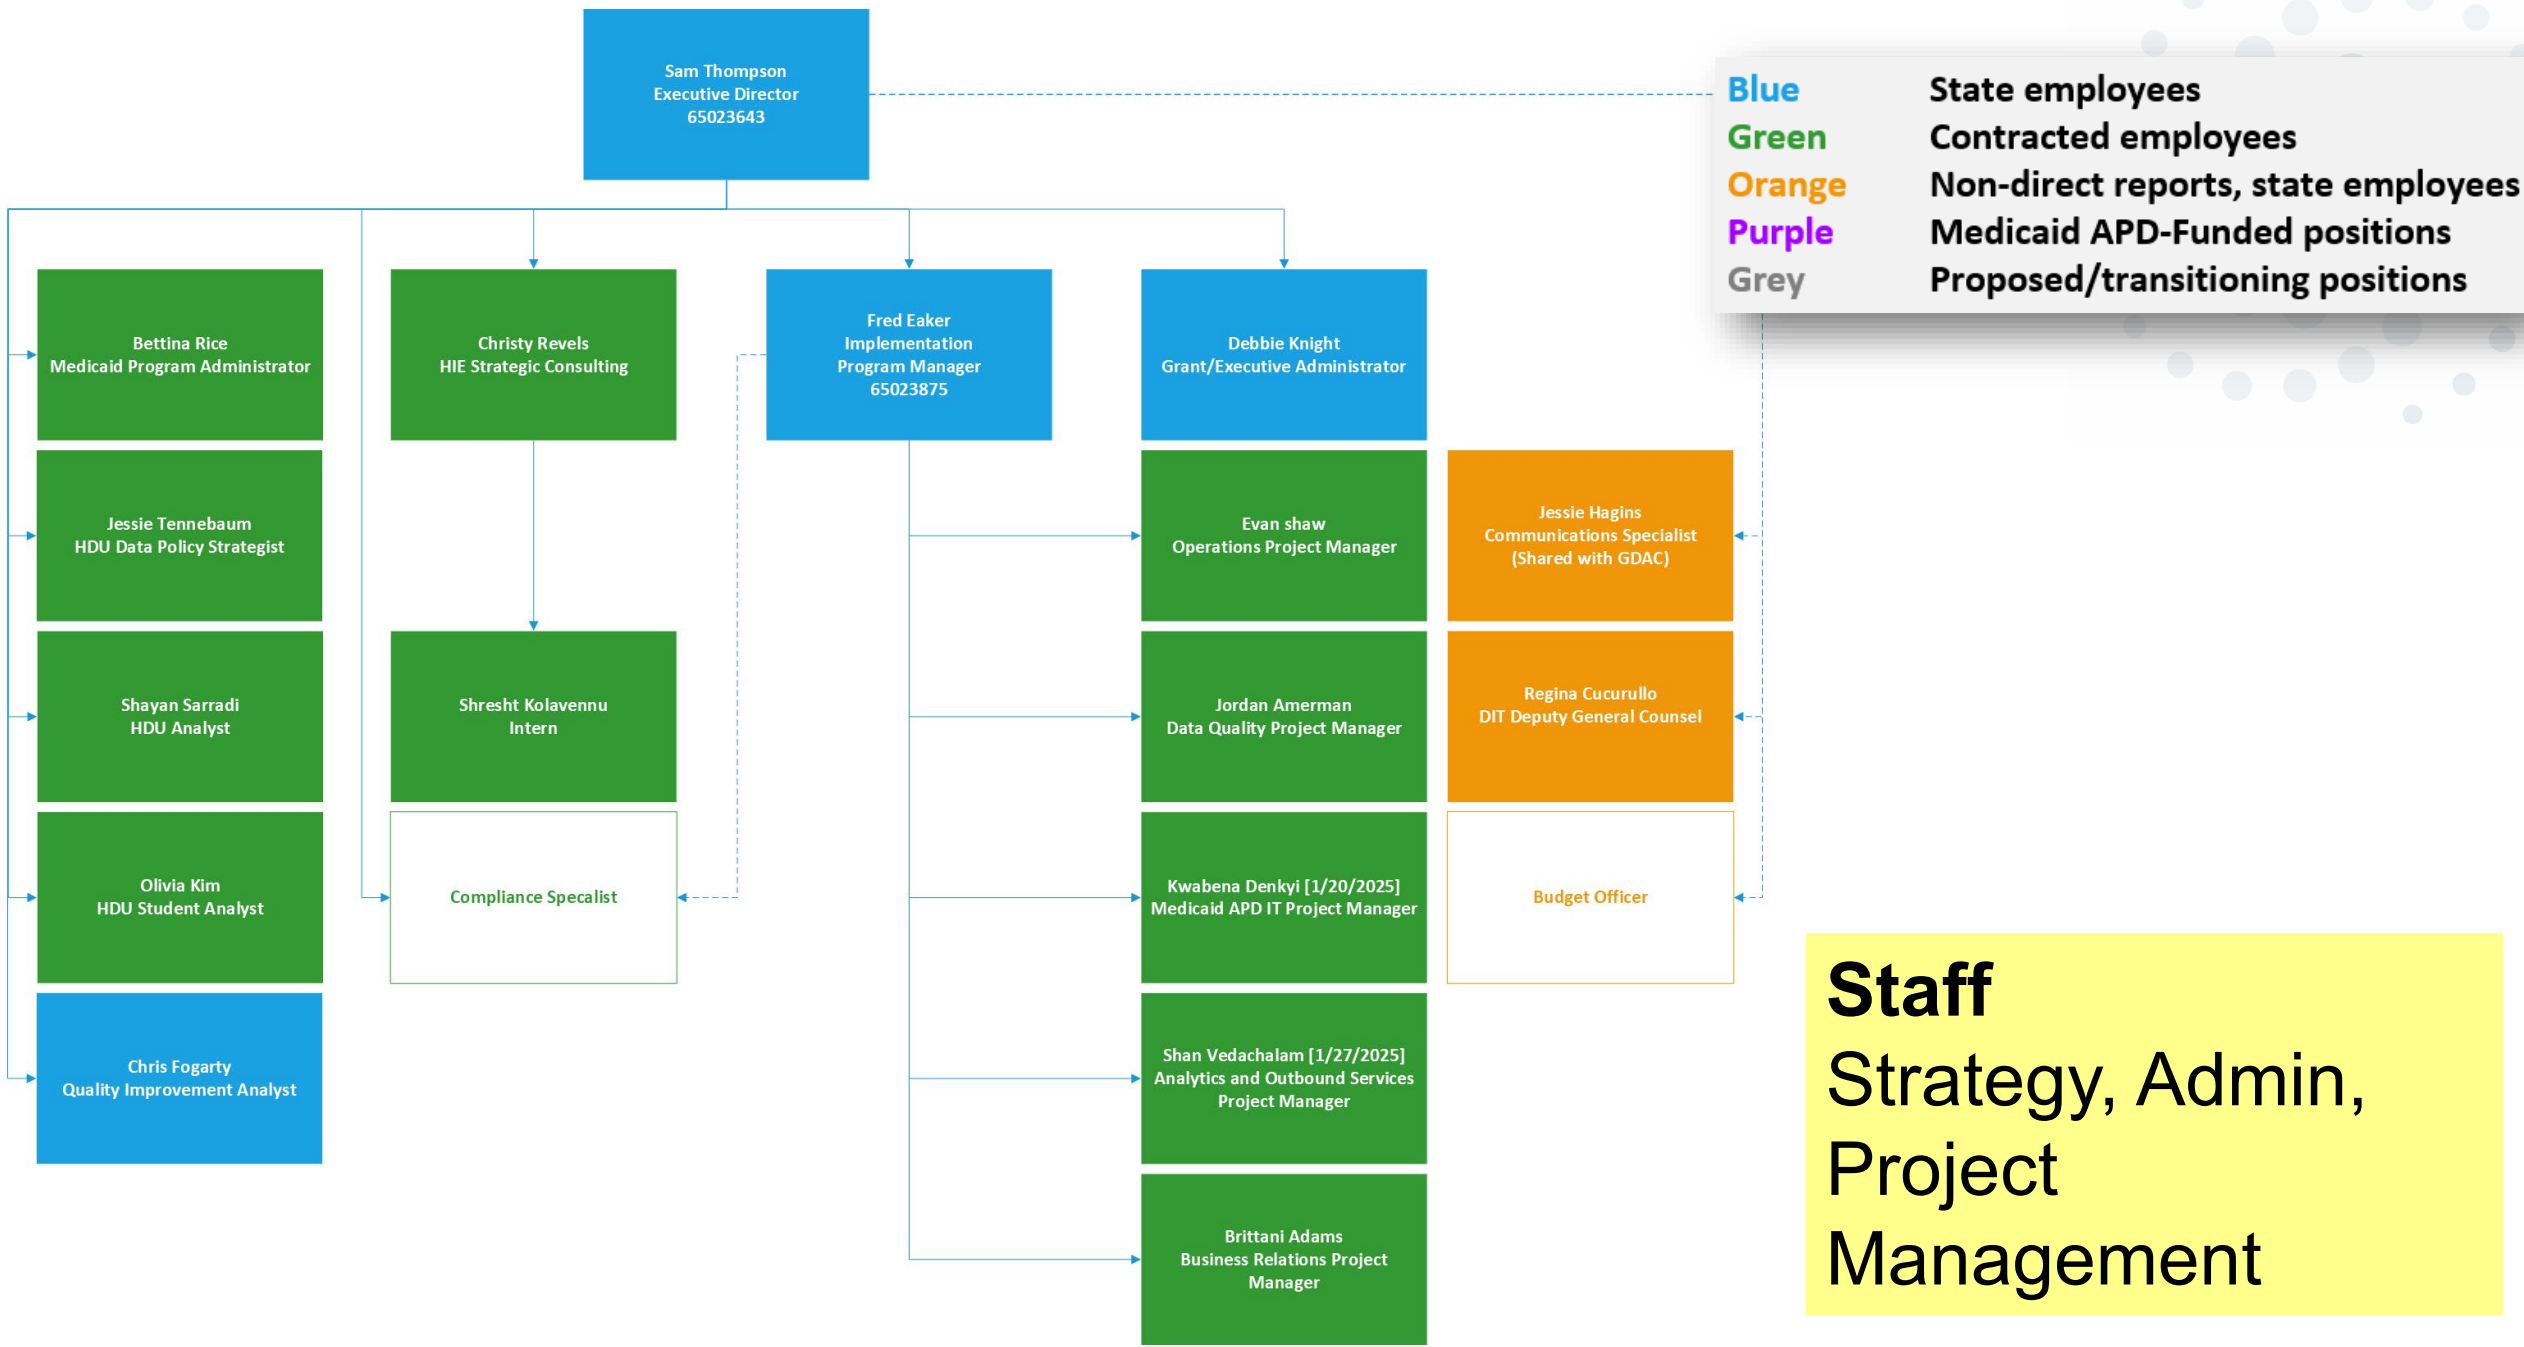 Sam Thompson
Executive Director
65023643
Blue State employees
Green Contracted employees
Orange Non-direct reports, state employees
Purple Medicaid APD-Funded positions
Grey Proposed/transitioning positions
Bettina Rice
Medicaid Program Administrator
Christy Revels
HIE Strategic Consulting
Fred Eaker
Implementation
Program Manager
65023875
Debbie Knight
Grant/Executive Administrator
Jessie Tennebaum
HDU Data Policy Strategist
Evan shaw
Operations Project Manager
Jessie Hagins
Communications Specialist
(Shared with GDAC)
Shayan Sarradi
HDU Analyst
Shresht Kolavennu
Intern
Jordan Amerman
Data Quality Project Manager
Regina Cucurullo
DIT Deputy General Counsel
Olivia Kim
HDU Student Analyst
Compliance Specalist
Kwabena Denkyi [1/20/2025]
Medicaid APD IT Project Manager
Budget Officer
Chris Fogarty
Quality Improvement Analyst
Shan Vedachalam [1/27/2025]
Analytics and Outbound Services
Project Manager
Brittani Adams
Business Relations Project
Manager
Staff
Strategy, Admin,
Project
Management